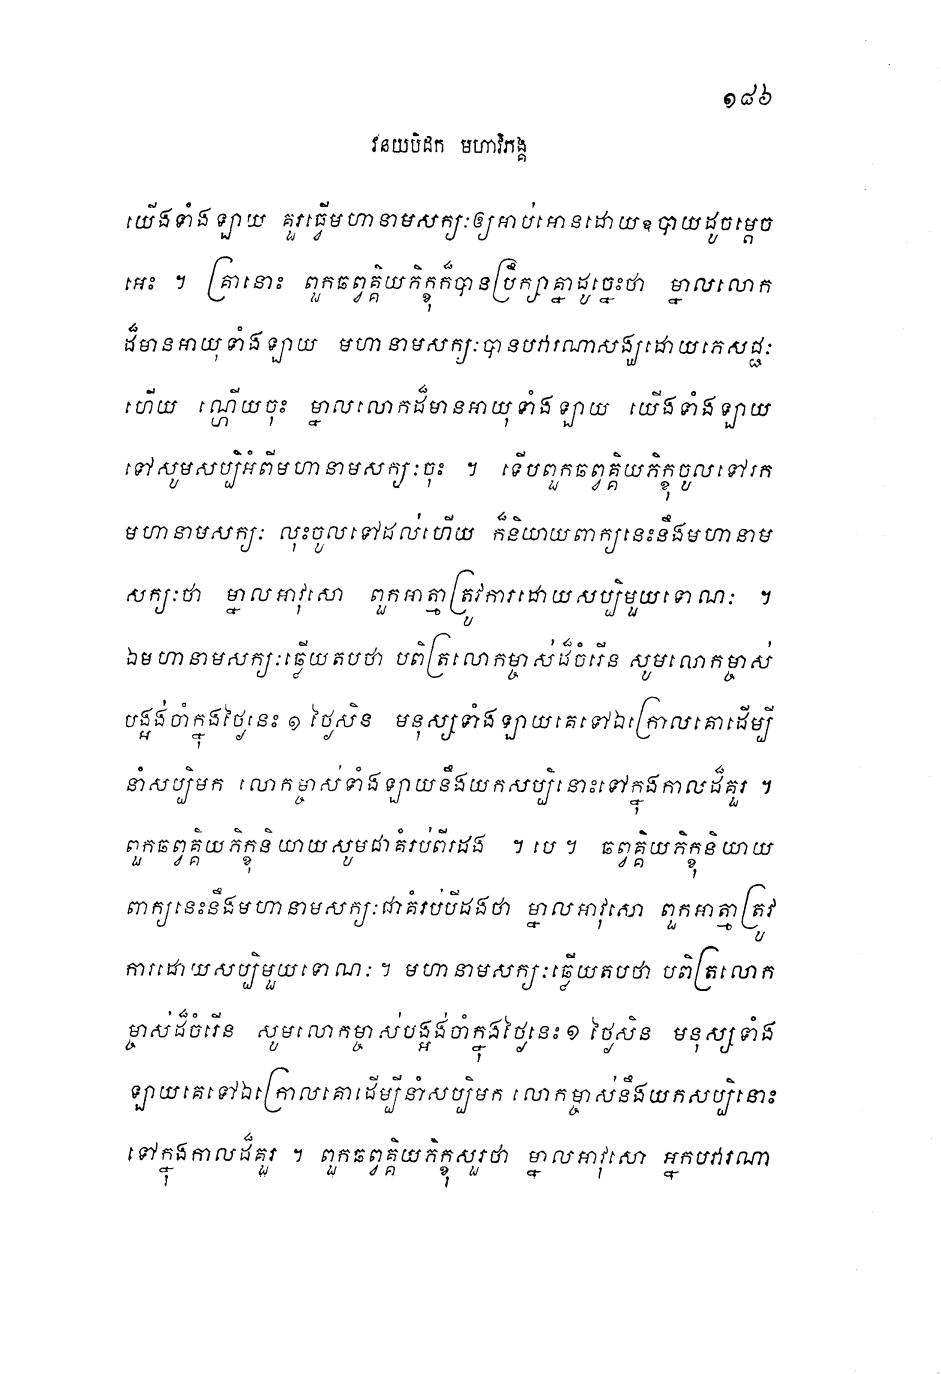 ១៨៦
វិនយបិដក មហាវិភង្គ
យើងទាំងឡាយ គួរធ្វើមហានាមសក្យៈឲ្យអាប់អោនដោយឧបាយដូចម្តេច
អេះ ។ គ្រានោះ ពួកឆព្វគ្គិយភិក្ខុក៏បានប្រឹក្សាគ្នាដូច្នេះថា ម្នាលលោក
ដ៏មានអាយុទាំងឡាយ មហានាមសក្យៈបានបវារណាសង្ឃដោយភេសជ្ជៈ
ហើយ ណ្ហើយចុះ ម្នាលលោកដ៏មានអាយុទាំងឡាយ យើងទាំងឡាយ
ទៅសូមសប្បិអំពីមហានាមសក្យៈចុះ ។ ទើបពួកឆព្វគ្គិយភិក្ខុចូលទៅរក
មហានាមសក្យៈ លុះចូលទៅដល់ហើយ ក៏និយាយពាក្យនេះនឹងមហានាម
សក្យៈថា ម្នាលអាវុសោ ពួកអាត្មាត្រូវការដោយសប្បិមួយទោណៈ ។
ឯមហានាមសក្យៈឆ្លើយតបថា បពិត្រលោកម្ចាស់ដ៏ចំរើន សូមលោកម្ចាស់
បង្អង់ចាំក្នុងថ្ងៃនេះ ១ ថ្ងៃសិន មនុស្សទាំងឡាយគេទៅឯក្រោលគោដើម្បី
នាំសប្បិមក លោកម្ចាស់ទាំងឡាយនឹងយកសប្បិនោះទៅក្នុងកាលដ៏គួរ ។
ពួកឆព្វគ្គិយភិក្ខុនិយាយសូមជាគំរប់ពីរដង ។ បេ ។ ឆព្វគ្គិយភិក្ខុនិយាយ
ពាក្យនេះនឹងមហានាមសក្យៈជាគំរប់បីដងថា ម្នាលអាវុសោ ពួកអាត្មាត្រូវ
ការដោយសប្បិមួយទោណៈ ។ មហានាមសក្យៈឆ្លើយតបថា បពិត្រលោក
ម្ចាស់ដ៏ចំរើន សូមលោកម្ចាស់បង្អង់ចាំក្នុងថ្ងៃនេះ ១ ថ្ងៃសិន មនុស្សទាំង
ឡាយគេទៅឯក្រោលគោដើម្បីនាំសប្បិមក លោកម្ចាស់នឹងយកសប្បិនោះ
ទៅក្នុងកាលដ៏គួរ ។ ពួកឆព្វគ្គិយភិក្ខុសួរថា ម្នាលអាវុសោ អ្នកបវារណា